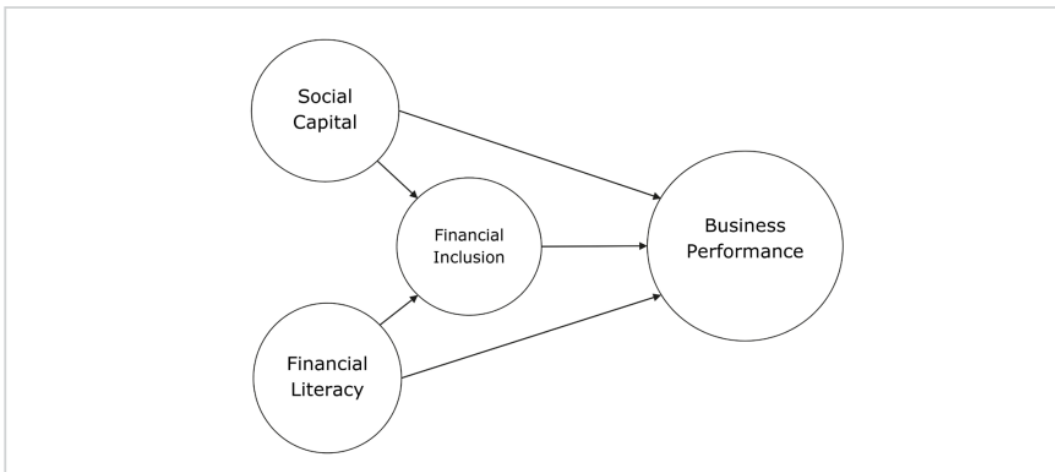 Social
Capital
Financial
Inclusion
Business
Performance
Financial
Literacy